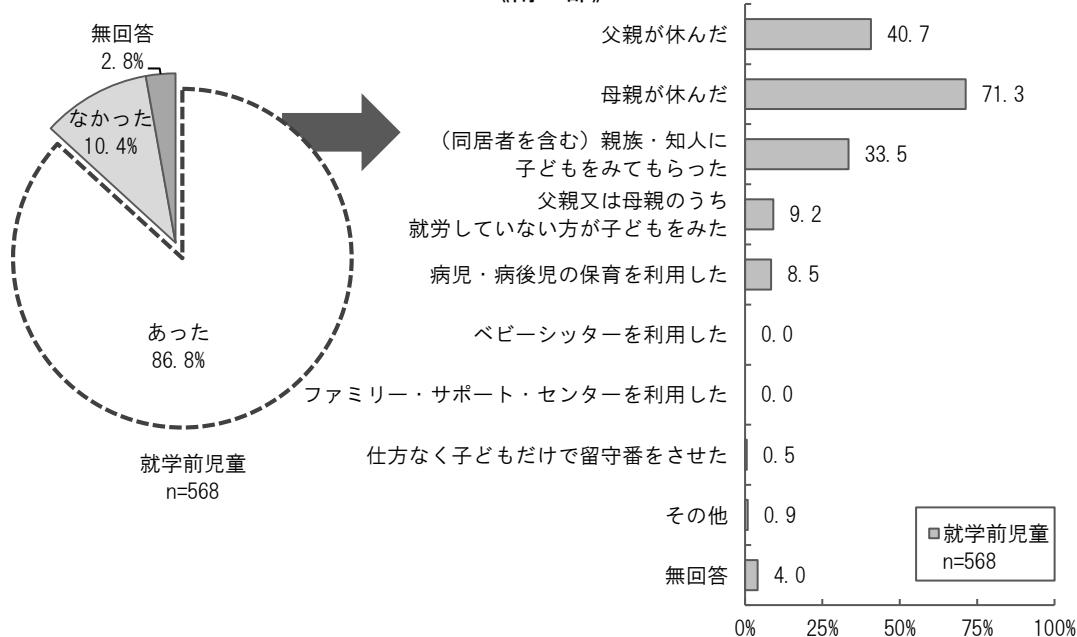 無回答
2.8%
なかった
10.4%
あった
86.8%
就学前児童
n=568
父親が休んだ
40.7
母親が休んだ
71.3
（同居者を含む）親族・知人に
子どもをみてもらった
33.5
父親又は母親のうち
就労していない方が子どもをみた
9.2
病児・病後児の保育を利用した
8.5
ベビーシッターを利用した
0.0
ファミリー・サポート・センターを利用した
0.0
仕方なく子どもだけで留守番をさせた
0.5
その他
0.9
無回答
4.0
就学前児童
n=568
0%
25%
50%
75%
100%